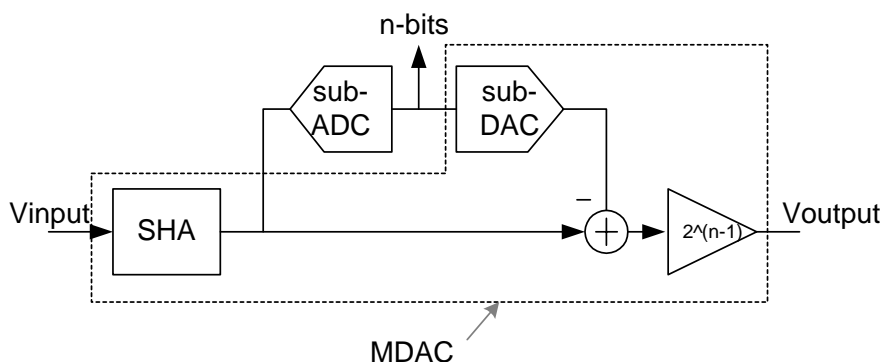 n-bits
sub-
ADC
sub-
DAC
Vinput
SHA
−
+
2^(n-1)
Voutput
MDAC